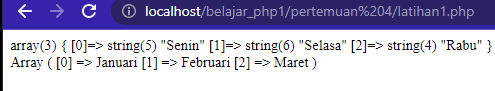 localhost/belajar_php1/pertemuan%204/latihan1.php
array(3) { [0]=> string(5) "Senin" [1]=> string(6) "Selasa" [2]=> string(4) "Rabu" }
Array ( [0] => Januari [1] => Februari [2] => Maret )